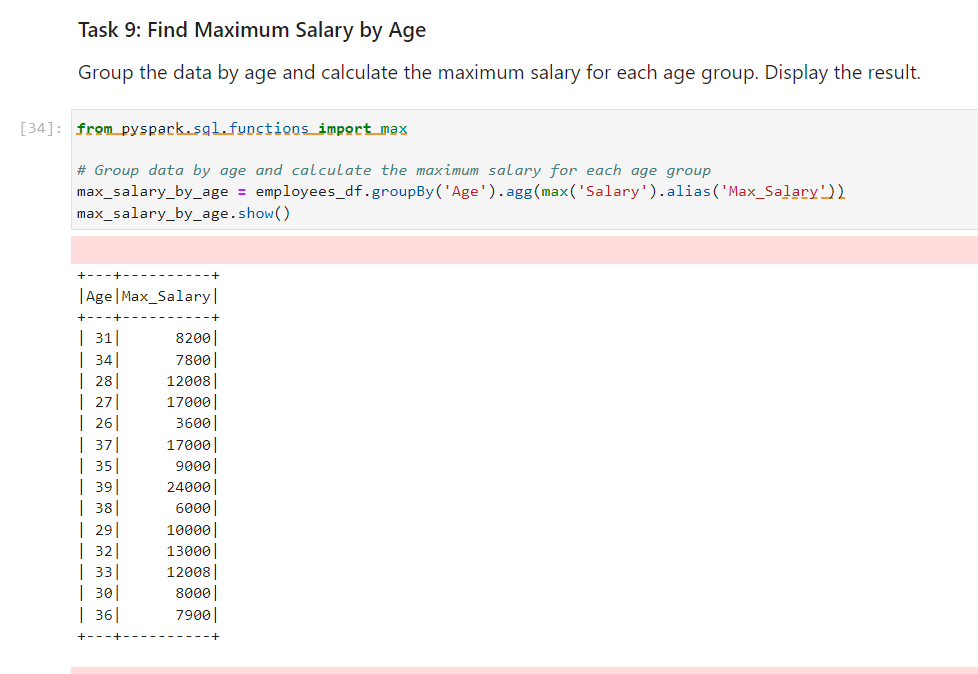 Task 9: Find Maximum Salary by Age
Group the data by age and calculate the maximum salary for each age group. Display the result.
[34]: from pyspark.sql.functions import max
# Group data by age and calculate the maximum salary for each age group
max_salary_by_age = employees_df.groupBy('Age').agg(max('Salary').alias('Max_Salary'))
max_salary_by_age.show()
+---+----------+
|Age|Max_Salary|
+---+----------+
| 31|      8200|
| 34|      7800|
| 28|     12008|
| 27|     17000|
| 26|      3600|
| 37|     17000|
| 35|      9000|
| 39|     24000|
| 38|      6000|
| 29|     10000|
| 32|     13000|
| 33|     12008|
| 30|      8000|
| 36|      7900|
+---+----------+